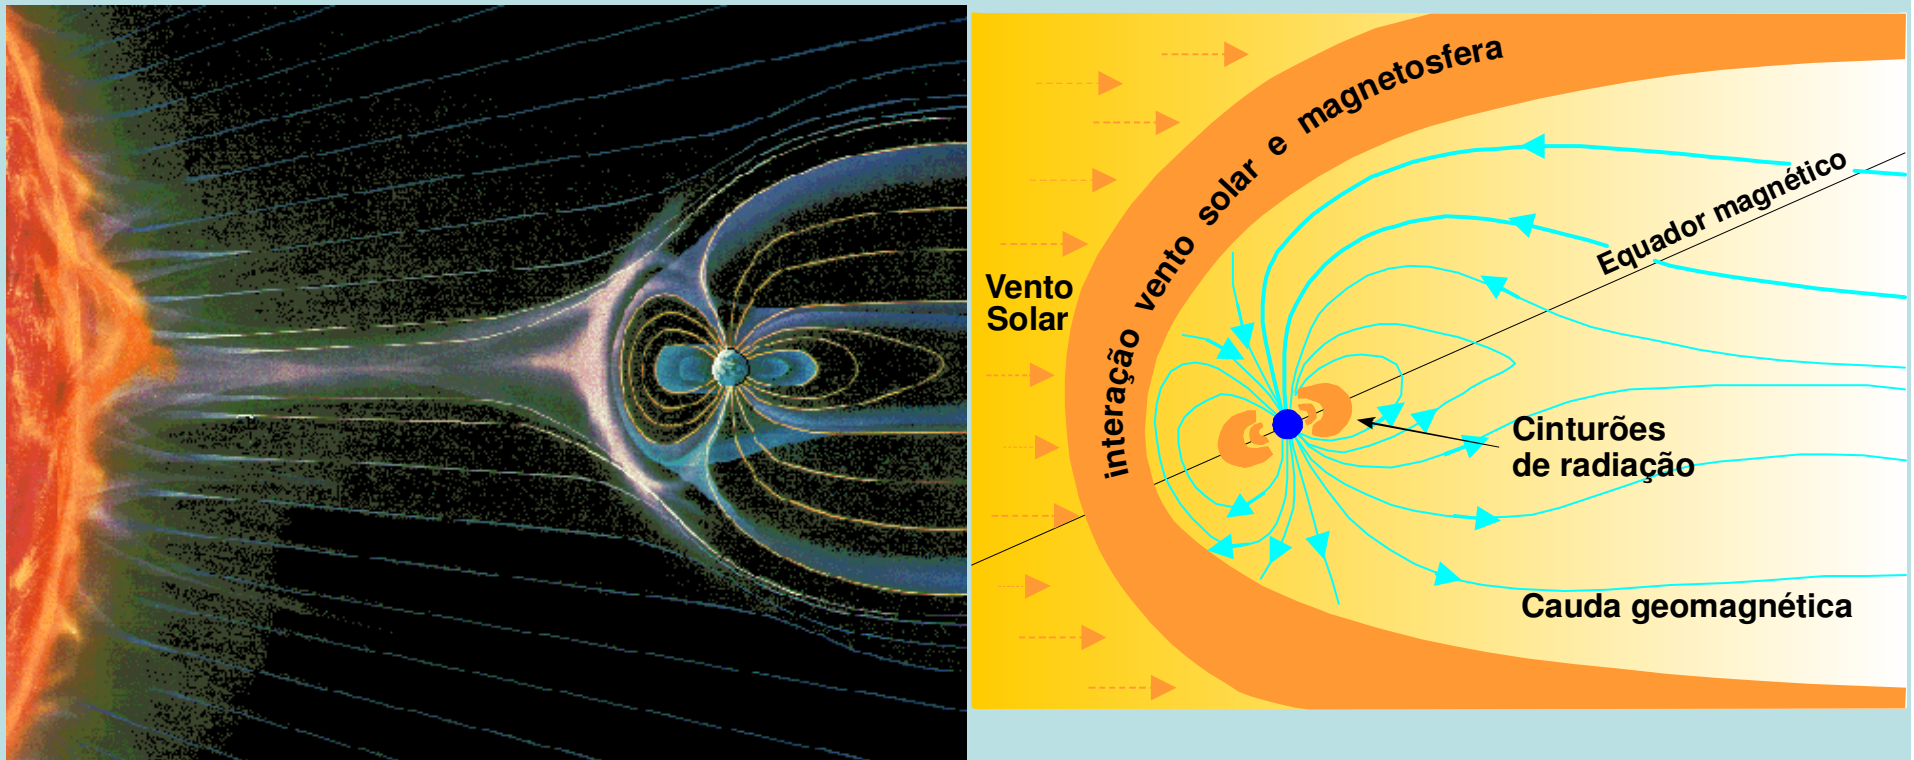 interação vento solar e magnetosfera
Equador magnético
Vento
Solar
Cinturões
de radiação
Cauda geomagnética